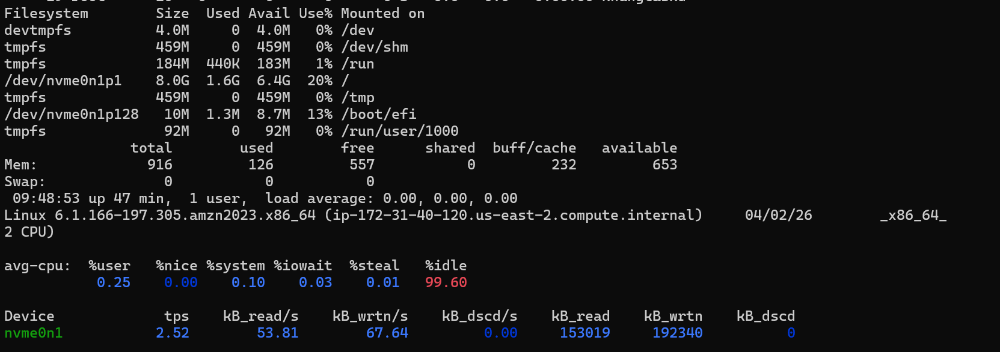 Filesystem Size Used Avail Use% Mounted on
devtmpfs 4.0M 0 4.0M 0% /dev
tmpfs 459M 0 459M 0% /dev/shm
tmpfs 184M 440K 183M 1% /run
/dev/nvme0n1p1 8.0G 1.6G 6.4G 20% /
tmpfs 459M 0 459M 0% /tmp
/dev/nvme0n1p128 10M 1.3M 8.7M 13% /boot/efi
tmpfs 92M 0 92M 0% /run/user/1000
total used free shared buff/cache available
Mem: 916 126 557 0 232 653
Swap: 0 0 0
09:48:53 up 47 min, 1 user, load average: 0.00, 0.00, 0.00
Linux 6.1.166-197.305.amzn2023.x86_64 (ip-172-31-40-120.us-east-2.compute.internal) 04/02/26 _x86_64_
2 CPU)
avg-cpu: %user %nice %system %iowait %steal %idle
0.25 0.00 0.10 0.03 0.01 99.60
Device tps kB_read/s kB_wrtn/s kB_dscd/s kB_read kB_wrtn kB_dscd
nvme0n1 2.52 53.81 67.64 0.00 153019 192340 0